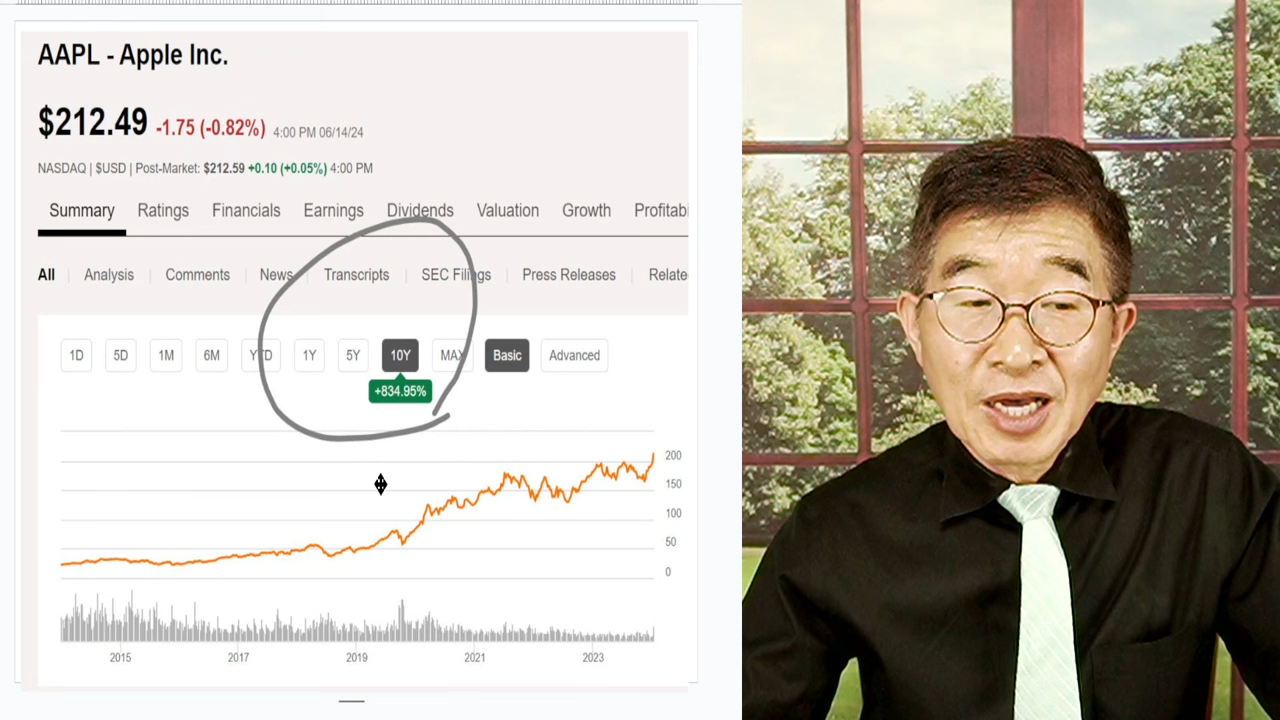 AAPL - Apple Inc.
$212.49 -1.75 (-0.82%) 4:00 PM 06/14/24
NASDAQ | $USD | Post-Market: $212.59 +0.10 (+0.05%) 4:00 PM
Summary Ratings Financials Earnings Dividends Valuation Growth Profitabi
All Analysis Comments News Transcripts SEC Filings Press Releases Relate
1D 5D 1M 6M YTD 1Y 5Y 10Y MAX Basic Advanced
+834.95%
200
150
100
50
0
2015 2017 2019 2021 2023